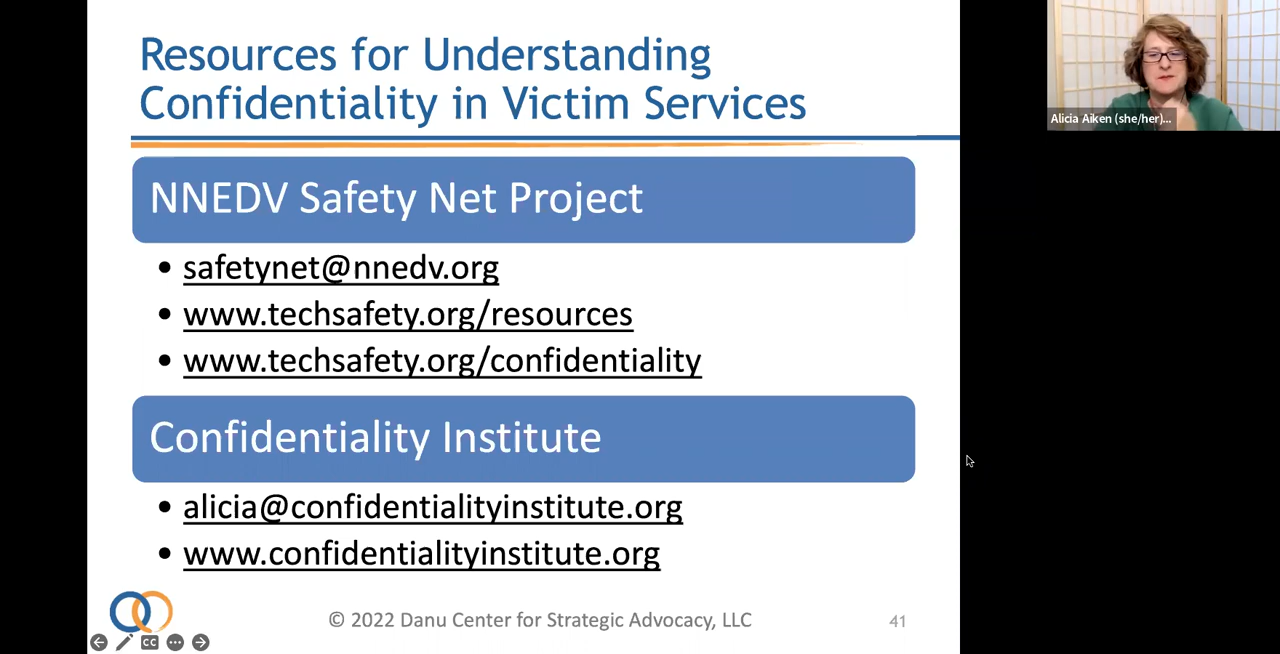 Resources for Understanding
Confidentiality in Victim Services
NNEDV Safety Net Project
• safetynet@nnedv.org
• www.techsafety.org/resources
• www.techsafety.org/confidentiality
Confidentiality Institute
• alicia@confidentialityinstitute.org
• www.confidentialityinstitute.org
© 2022 Danu Center for Strategic Advocacy, LLC
41
CC
Alicia Aiken (she/her)...